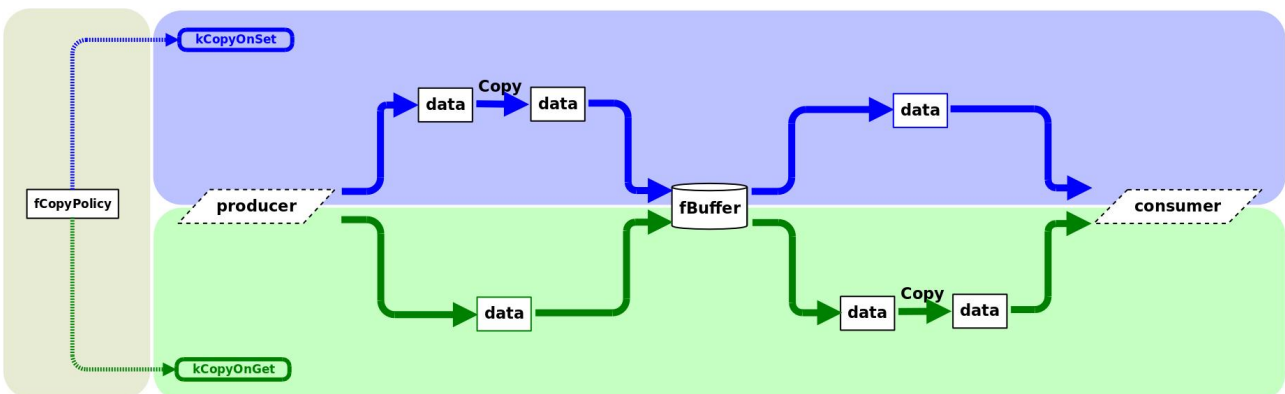 kCopyOnSet
Copy
data
data
data
fCopyPolicy
producer
fBuffer
consumer
Copy
data
data
data
kCopyOnGet